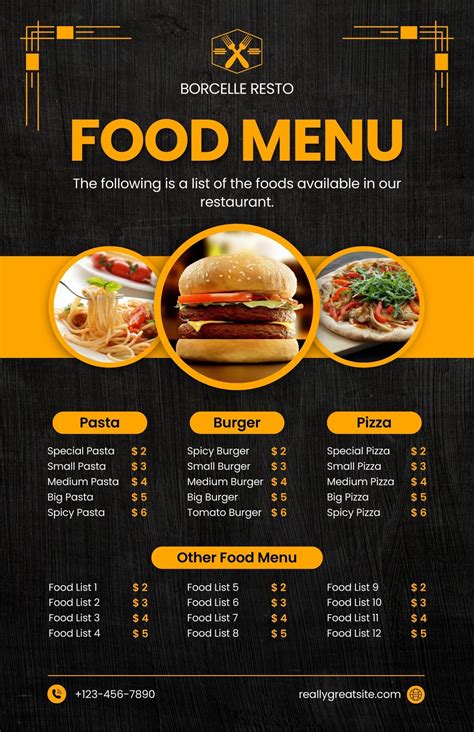 BORCELLE RESTO
FOOD MENU
The following is a list of the foods available in our
restaurant.
Pasta
Special Pasta $ 2
Small Pasta $ 3
Medium Pasta $ 4
Big Pasta $ 5
Spicy Pasta $ 6
Burger
Spicy Burger $ 2
Small Burger $ 3
Medium Burger $ 4
Big Burger $ 5
Tomato Burger $ 6
Pizza
Special Pizza $ 2
Small Pizza $ 3
Medium Pizza $ 4
Big Pizza $ 5
Spicy Pizza $ 6
Other Food Menu
Food List 1 $ 2
Food List 2 $ 3
Food List 3 $ 4
Food List 4 $ 5
Food List 5 $ 2
Food List 6 $ 3
Food List 7 $ 4
Food List 8 $ 5
Food List 9 $ 2
Food List 10 $ 3
Food List 11 $ 4
Food List 12 $ 5
+123-456-7890
reallygreatsite.com